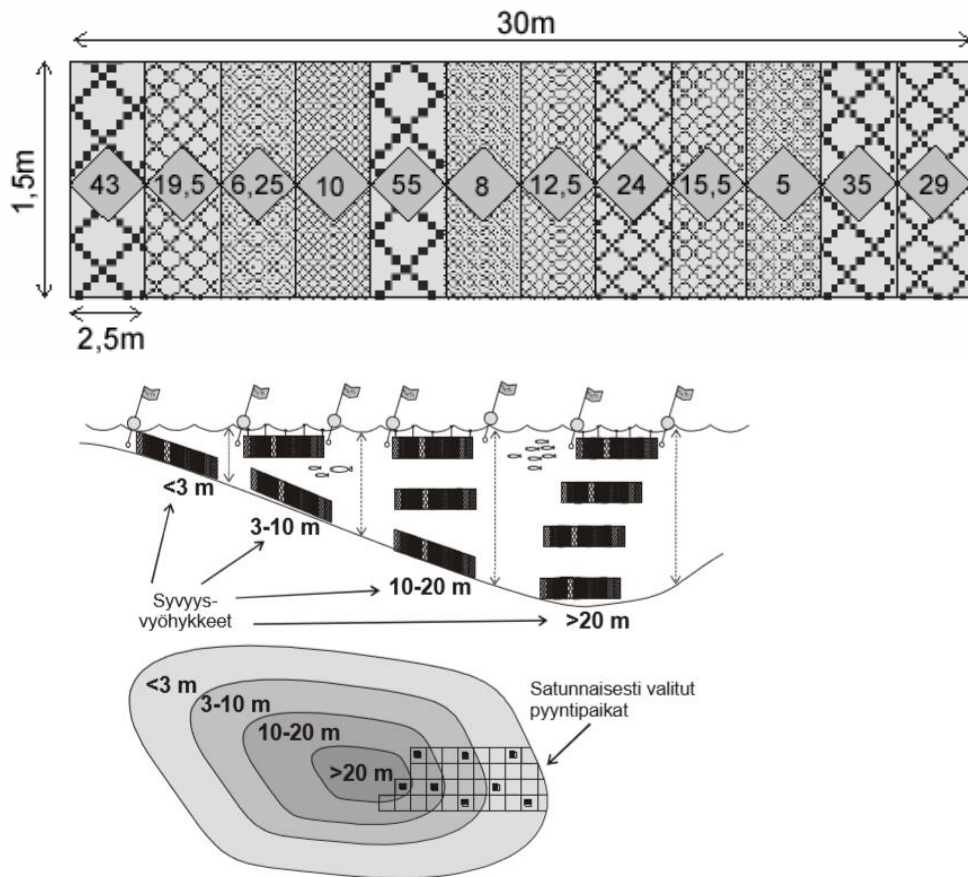 30m
1,5m
43 19,5 6,25 10 55 8 12,5 24 15,5 5 35 29
2,5m
<3 m
3-10 m
10-20 m
>20 m
Syvyys-
vyöhykkeet
<3 m
3-10 m
10-20 m
>20 m
Satunnaisesti valitut
pyyntipaikat